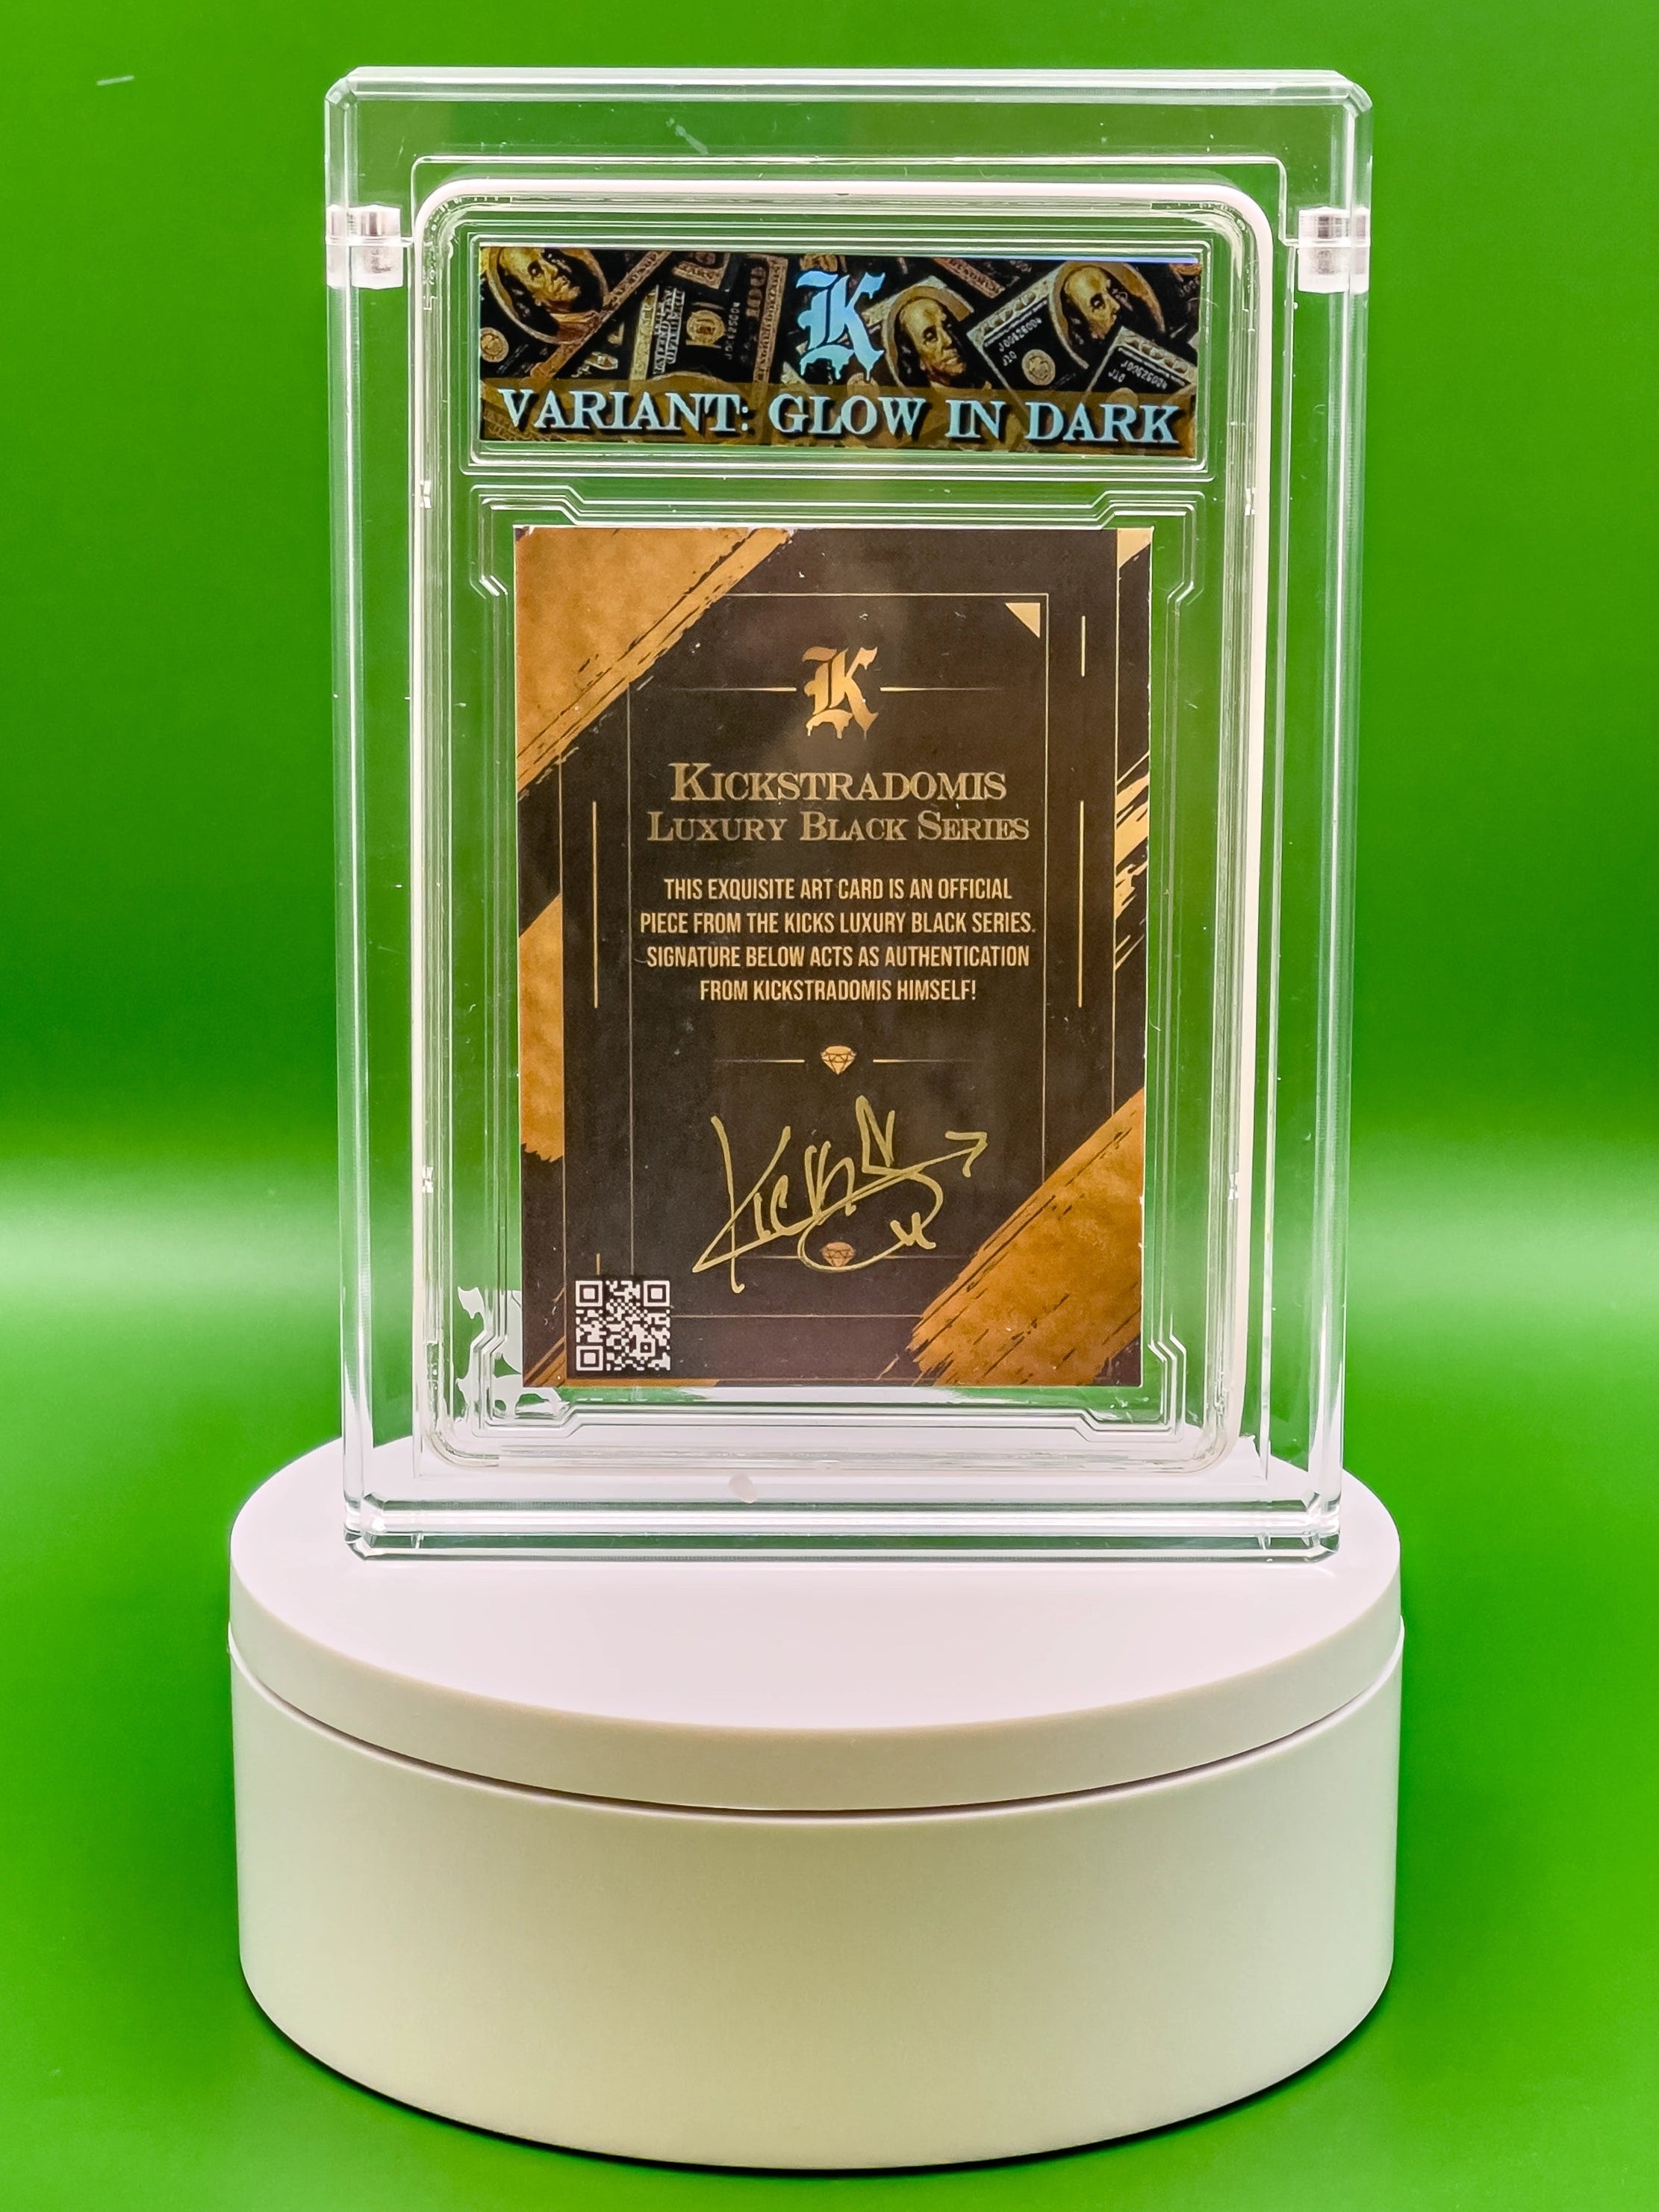 K
VARIANT: GLOW IN DARK
K
KICKSTRADOMIS
LUXURY BLACK SERIES
THIS EXQUISITE ART CARD IS AN OFFICIAL
PIECE FROM THE KICKS LUXURY BLACK SERIES.
SIGNATURE BELOW ACTS AS AUTHENTICATION
FROM KICKSTRADOMIS HIMSELF!